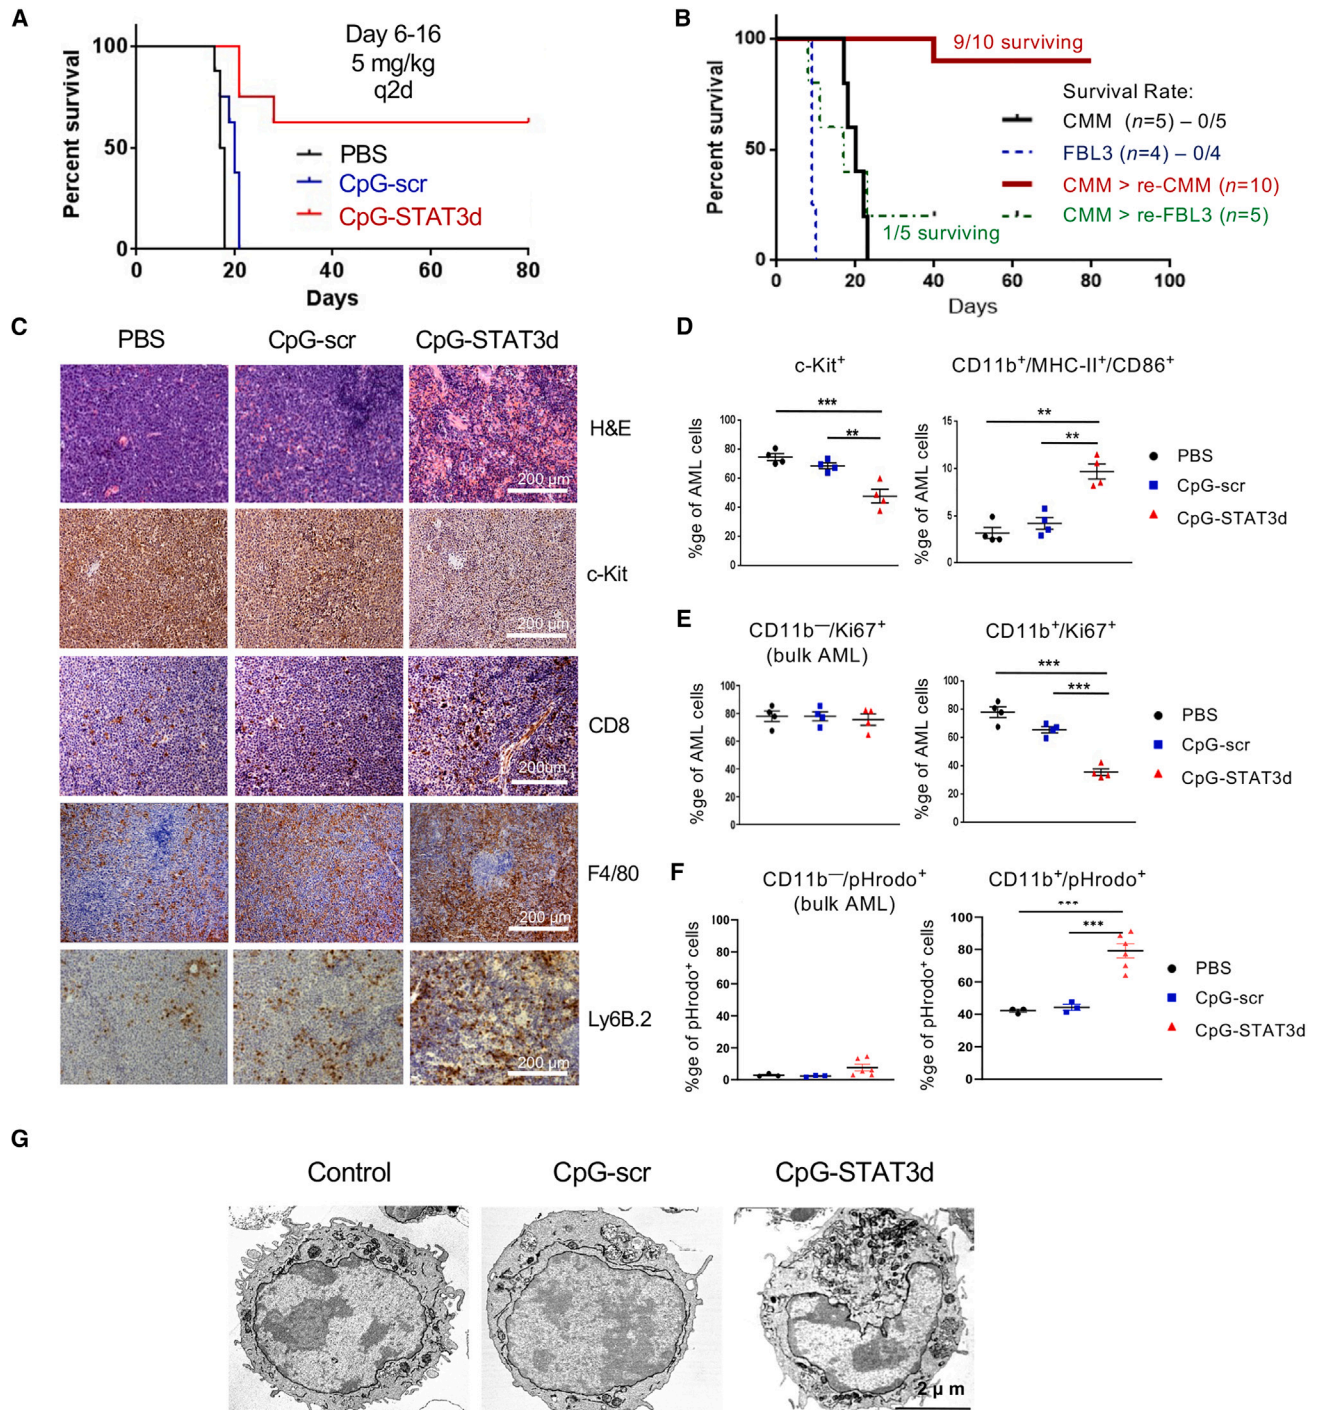 A
Day 6-16
5 mg/kg
q2d
Percent survival
100
50
0
PBS
CpG-scr
CpG-STAT3d
0 20 40 60 80
Days
B
Percent survival
100
50
0
9/10 surviving
Survival Rate:
CMM (n=5) – 0/5
FBL3 (n=4) – 0/4
CMM > re-CMM (n=10)
CMM > re-FBL3 (n=5)
1/5 surviving
0 20 40 60 80 100
Days
C
PBS CpG-scr CpG-STAT3d
H&E
200 µm
c-Kit
200 µm
CD8
200µm
F4/80
200 µm
Ly6B.2
200 µm
D
c-Kit⁺
%ge of AML cells
100
80
60
40
20
0
***
**
CD11b⁺/MHC-II⁺/CD86⁺
%ge of AML cells
15
10
5
0
**
**
PBS
CpG-scr
CpG-STAT3d
E
CD11b⁻/Ki67⁺
(bulk AML)
%ge of AML cells
100
80
60
40
20
0
CD11b⁺/Ki67⁺
%ge of AML cells
100
80
60
40
20
0
***
***
PBS
CpG-scr
CpG-STAT3d
F
CD11b⁻/pHrodo⁺
(bulk AML)
%ge of pHrodo⁺ cells
100
80
60
40
20
0
CD11b⁺/pHrodo⁺
%ge of pHrodo⁺ cells
100
80
60
40
20
0
***
***
PBS
CpG-scr
CpG-STAT3d
G
Control CpG-scr CpG-STAT3d
2 µ m